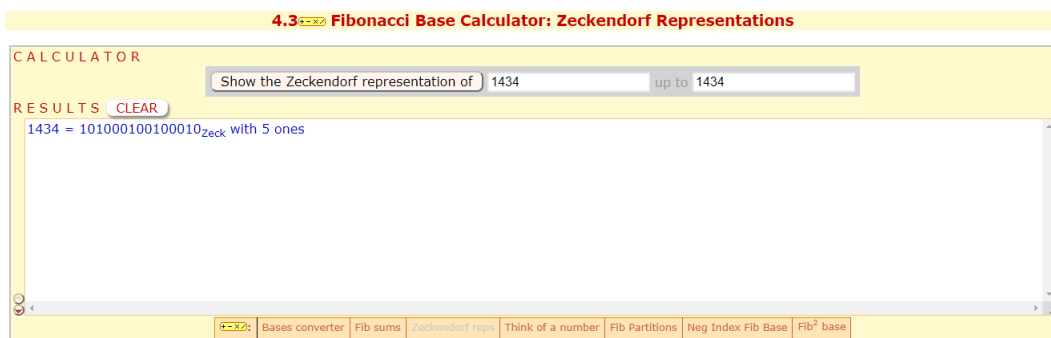 4.3 + - × / Fibonacci Base Calculator: Zeckendorf Representations
CALCULATOR
Show the Zeckendorf representation of 1434 up to 1434
RESULTS CLEAR
1434 = 101000100100010Zeck with 5 ones
+ - × /: Bases converter Fib sums Zeckendorf reps Think of a number Fib Partitions Neg Index Fib Base Fib² base